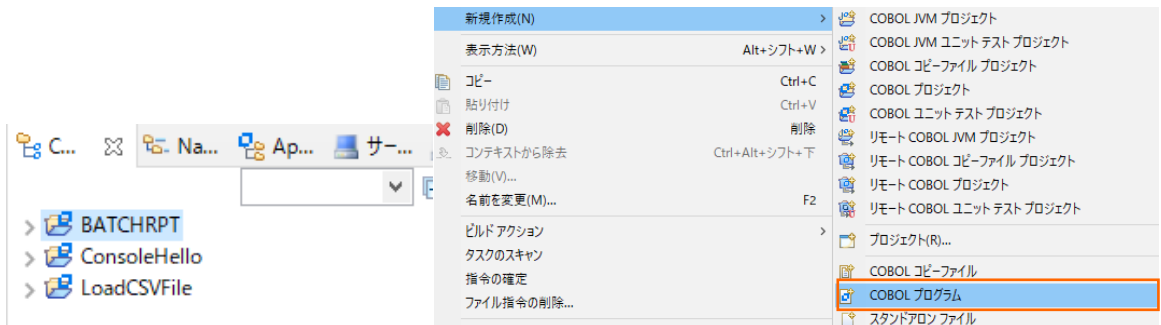 C...
Na...
Ap...
サー...
BATCHRPT
ConsoleHello
LoadCSVFile
新規作成(N)
表示方法(W) Alt+シフト+W
コピー Ctrl+C
貼り付け Ctrl+V
削除(D) 削除
コンテキストから除去 Ctrl+Alt+シフト+下
移動(V)...
名前を変更(M)... F2
ビルド アクション
タスクのスキャン
指令の確定
ファイル指令の削除...
COBOL JVM プロジェクト
COBOL JVM ユニット テスト プロジェクト
COBOL コピーファイル プロジェクト
COBOL プロジェクト
COBOL ユニット テスト プロジェクト
リモート COBOL JVM プロジェクト
リモート COBOL コピーファイル プロジェクト
リモート COBOL プロジェクト
リモート COBOL ユニット テスト プロジェクト
プロジェクト(R)...
COBOL コピーファイル
COBOL プログラム
スタンドアロン ファイル